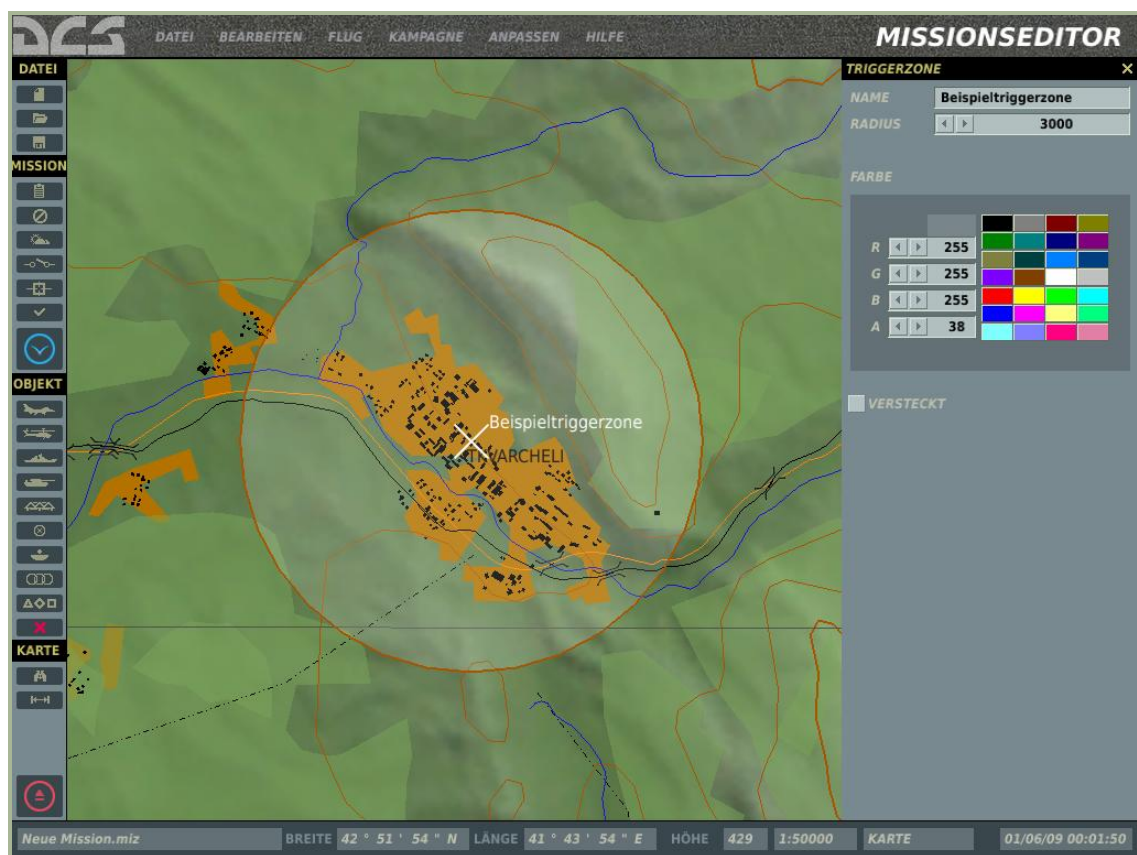 DCS
DATEI BEARBEITEN FLUG KAMPAGNE ANPASSEN HILFE
MISSIONSEDITOR
DATEI
MISSION
OBJEKT
KARTE
Beispieltriggerzone
TKVARCHELI
TRIGGERZONE
NAME Beispieltriggerzone
RADIUS 3000
FARBE
R 255
G 255
B 255
A 38
VERSTECKT
Neue Mission.miz BREITE 42 ° 51 ' 54 " N LÄNGE 41 ° 43 ' 54 " E HÖHE 429 1:50000 KARTE 01/06/09 00:01:50